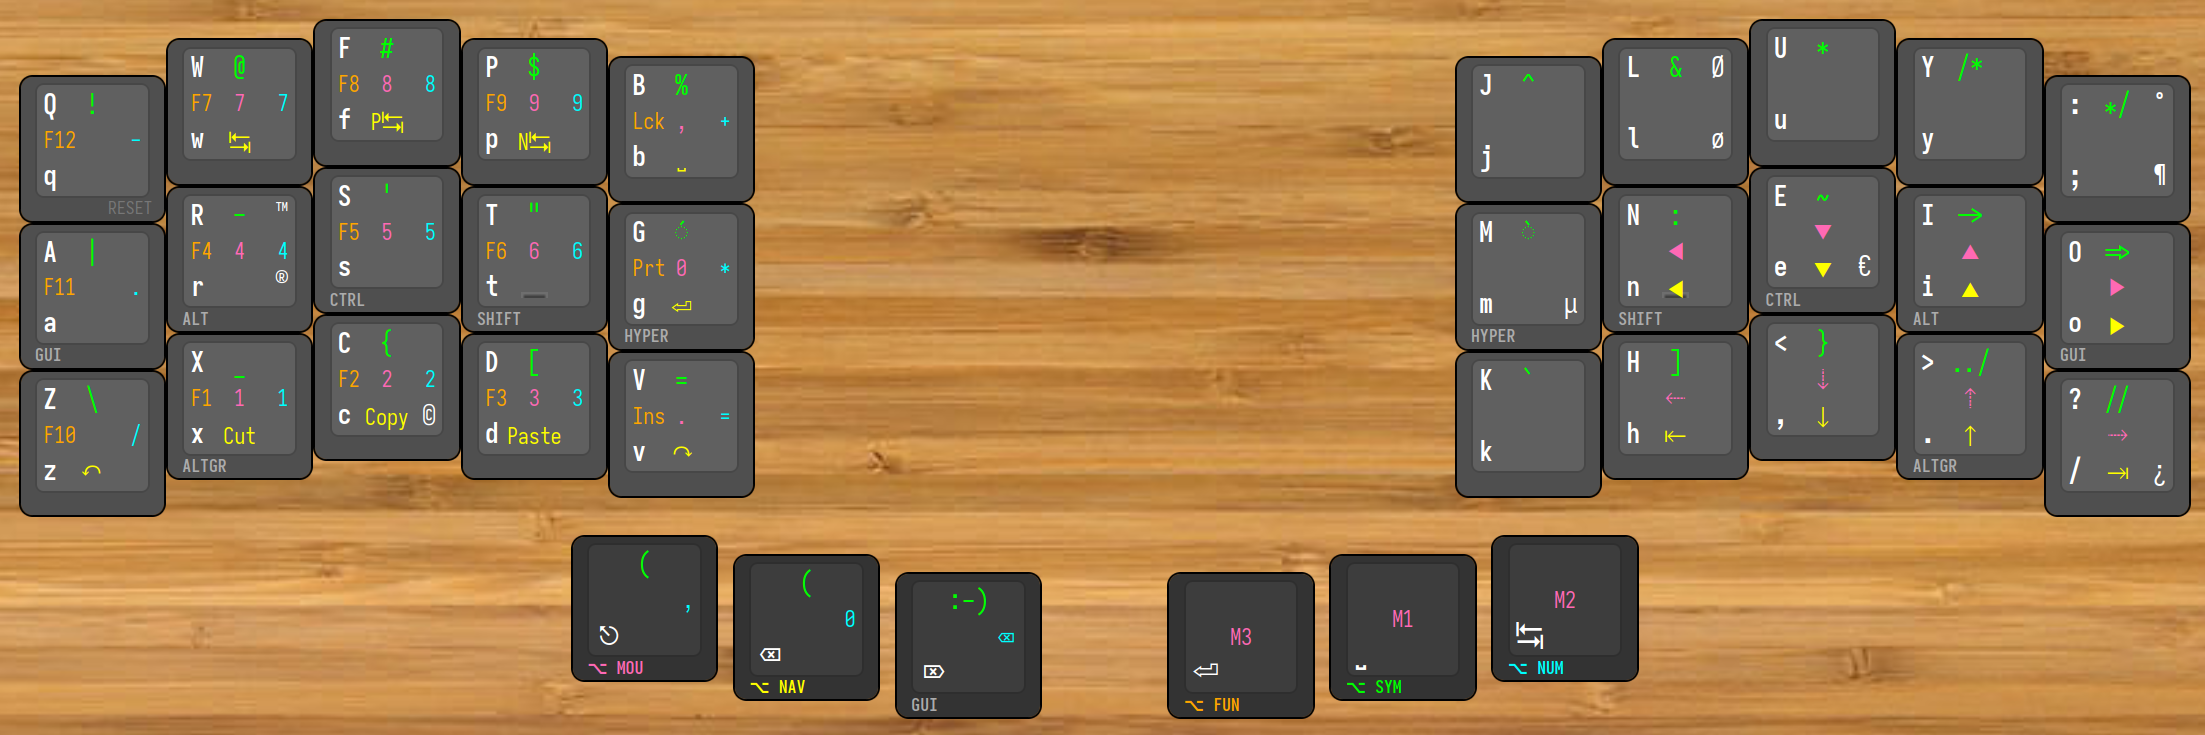 Q !
F12 -
q
RESET
W @
F7 7 7
w ↹
F #
F8 8 8
f P↹
P $
F9 9 9
p N↹
B %
Lck , +
b ␣
J ^
j
L & Ø
l ø
U *
u
Y /*
y
: */ °
; ¶
A |
F11 .
a
GUI
R - ™
F4 4 4
r ®
ALT
S '
F5 5 5
s
CTRL
T "
F6 6 6
t
SHIFT
G ◌́
Prt 0 *
g ⏎
HYPER
M ◌̀
m µ
HYPER
N :
◀
n ◀
SHIFT
E ~
▼
e ▼ €
CTRL
I →
▲
i ▲
ALT
O ⇒
▶
o ▶
GUI
Z \
F10 /
z ↶
X _
F1 1 1
x Cut
ALTGR
C {
F2 2 2
c Copy ©
D [
F3 3 3
d Paste
V =
Ins . =
v ↷
K `
k
H ]
⇠
h ⇤
< }
⇣
, ↓
> ../
⇡
. ↑
ALTGR
? //
⇢
/ ⇥ ¿
(
,
⎋
⌥ MOU
(
0
⌫
⌥ NAV
:-)
⌫
⌦
GUI
M3
⏎
⌥ FUN
M1
␣
⌥ SYM
M2
↹
⌥ NUM